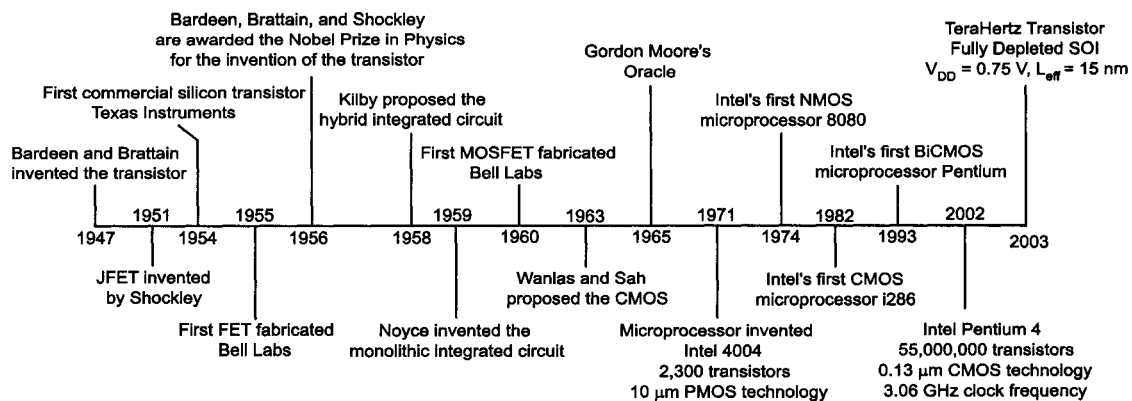 Bardeen, Brattain, and Shockley
are awarded the Nobel Prize in Physics
for the invention of the transistor
TeraHertz Transistor
Fully Depleted SOI
V_DD = 0.75 V, L_eff = 15 nm
Gordon Moore's
Oracle
First commercial silicon transistor
Texas Instruments
Kilby proposed the
hybrid integrated circuit
Intel's first NMOS
microprocessor 8080
Bardeen and Brattain
invented the transistor
First MOSFET fabricated
Bell Labs
Intel's first BiCMOS
microprocessor Pentium
1951 1955 1959 1963 1971 1982 2002
1947 1954 1956 1958 1960 1965 1974 1993 2003
JFET invented
by Shockley
Wanlas and Sah
proposed the CMOS
Intel's first CMOS
microprocessor i286
First FET fabricated
Bell Labs
Noyce invented the
monolithic integrated circuit
Microprocessor invented
Intel 4004
2,300 transistors
10 μm PMOS technology
Intel Pentium 4
55,000,000 transistors
0.13 μm CMOS technology
3.06 GHz clock frequency